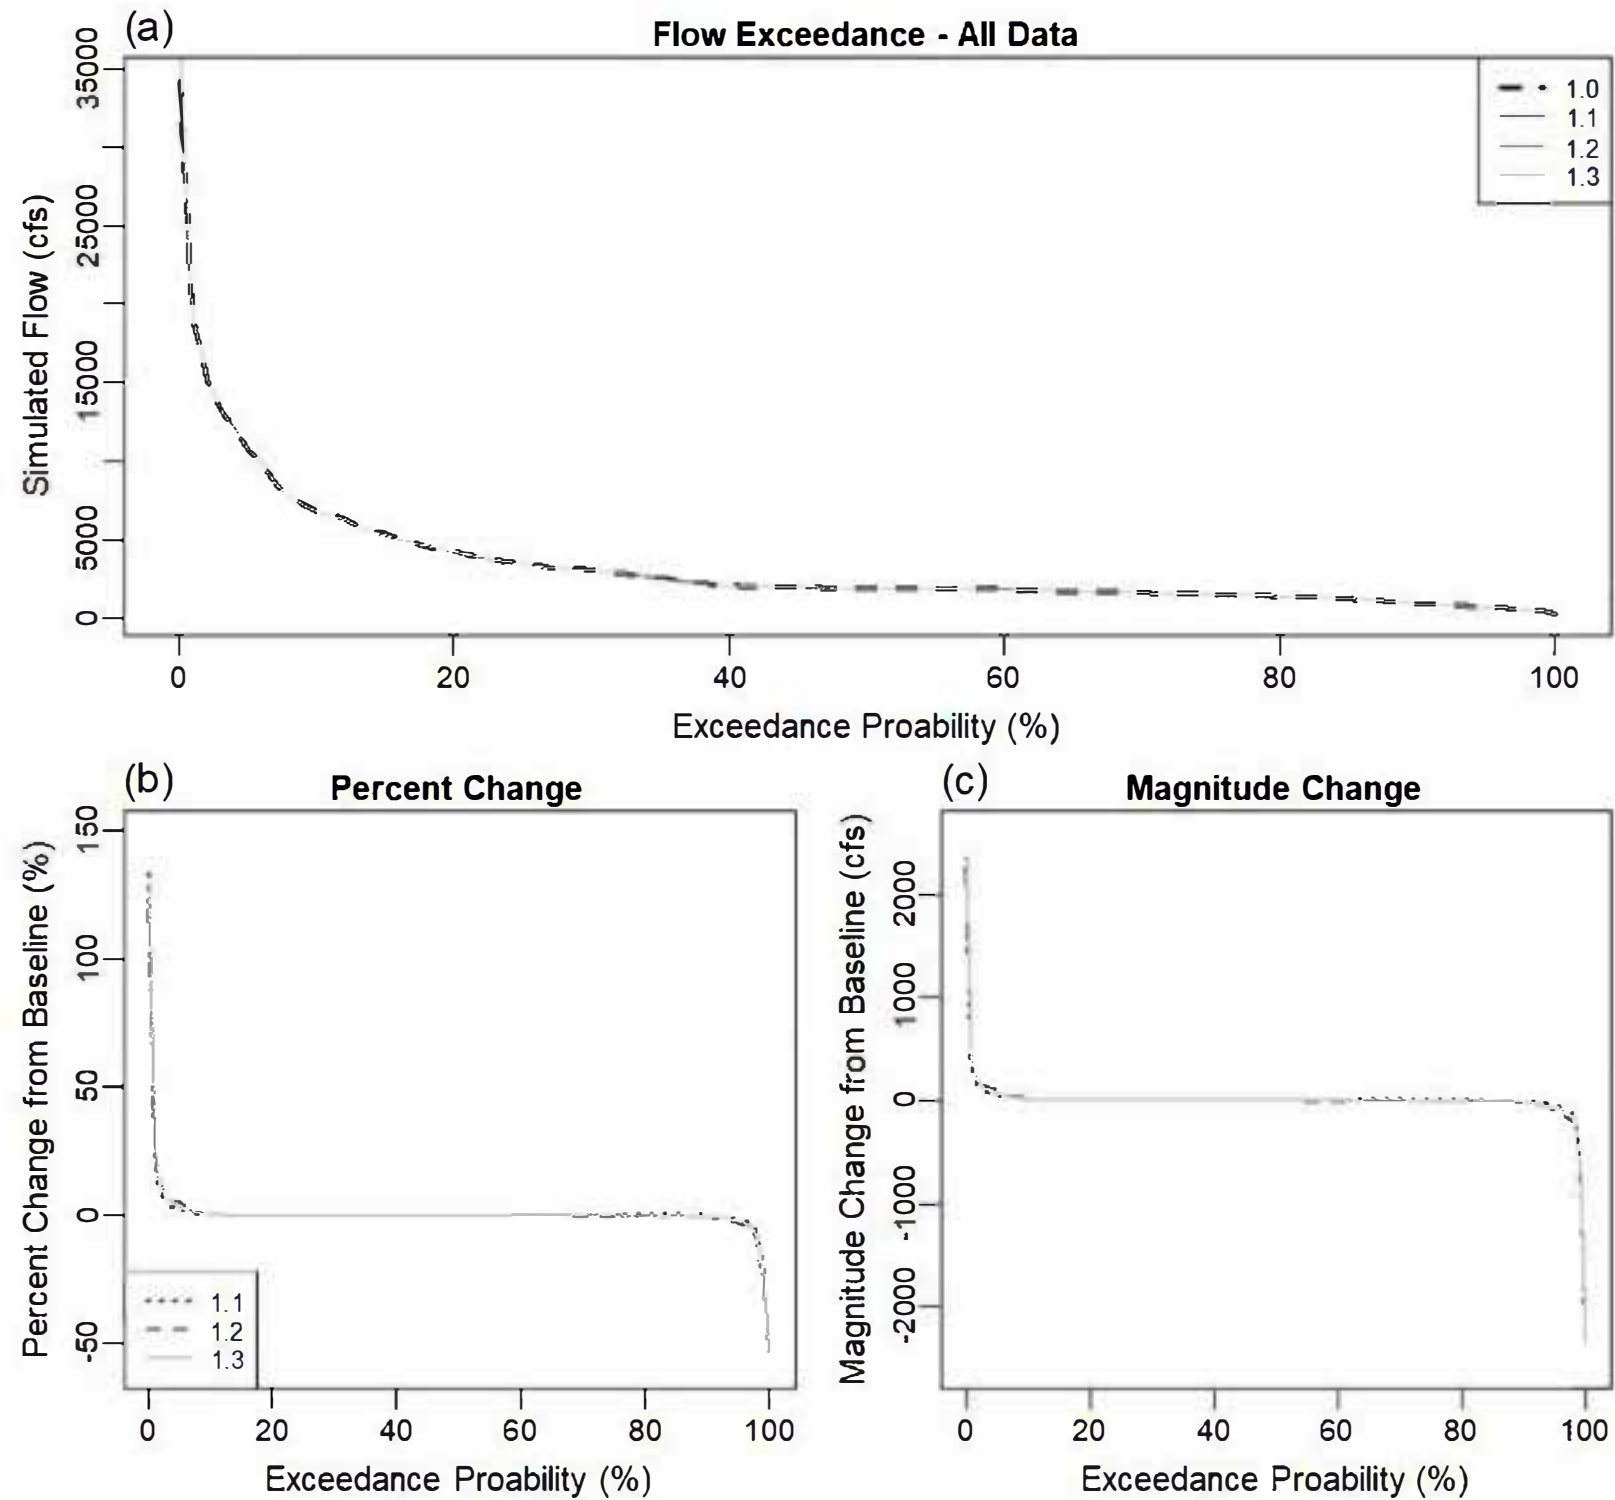 (a)
Flow Exceedance - All Data
35000
25000
15000
5000
0
Simulated Flow (cfs)
1.0
1.1
1.2
1.3
0 20 40 60 80 100
Exceedance Proability (%)
(b)
Percent Change
150
100
50
0
-50
Percent Change from Baseline (%)
1.1
1.2
1.3
0 20 40 60 80 100
Exceedance Proability (%)
(c)
Magnitude Change
2000
1000
0
-1000
-2000
Magnitude Change from Baseline (cfs)
0 20 40 60 80 100
Exceedance Proability (%)